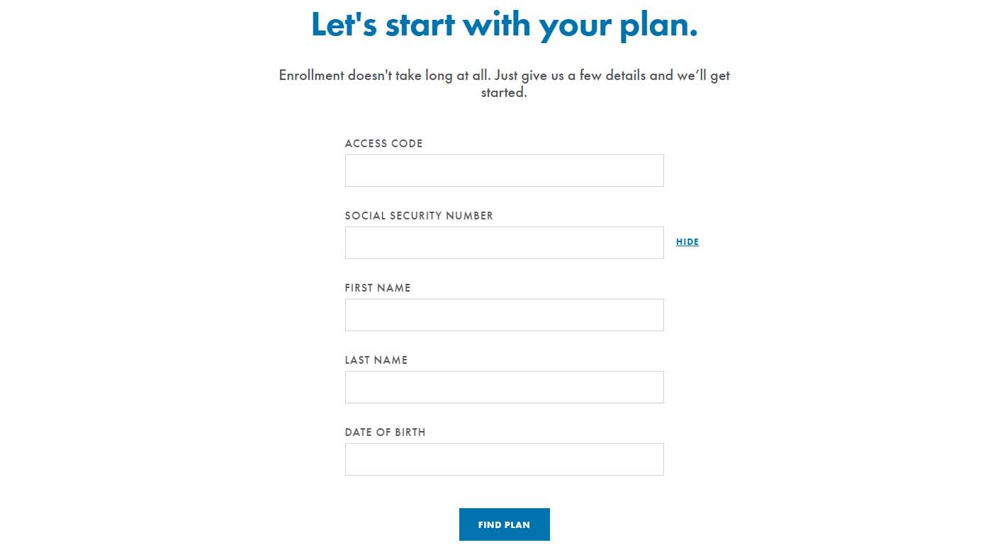 Let's start with your plan.
Enrollment doesn't take long at all. Just give us a few details and we’ll get
started.
ACCESS CODE
SOCIAL SECURITY NUMBER
HIDE
FIRST NAME
LAST NAME
DATE OF BIRTH
FIND PLAN